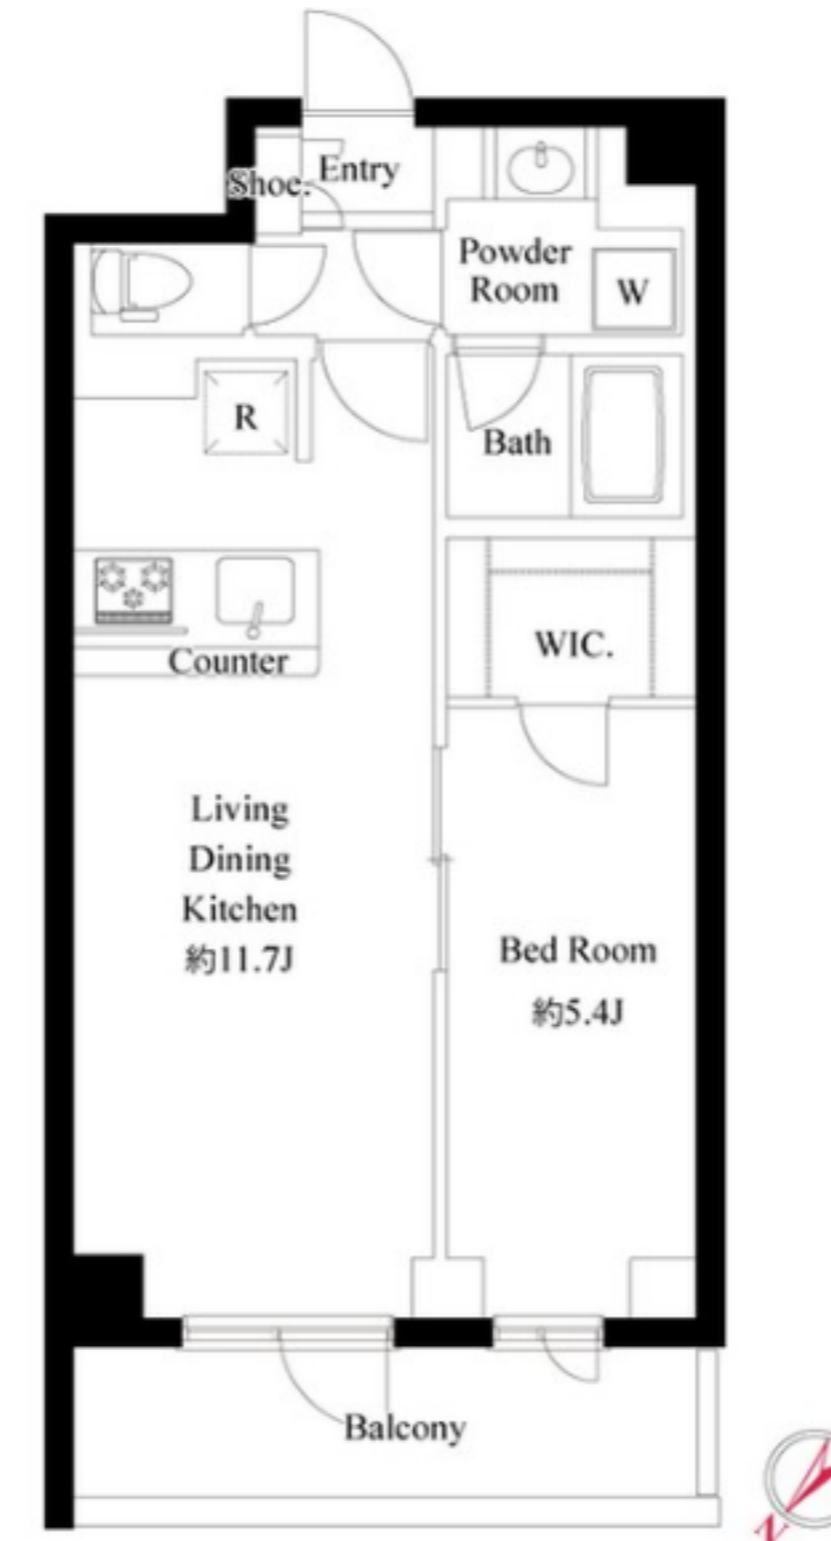 Shoe.
Entry
Powder
Room
W
R
Bath
Counter
WIC.
Living
Dining
Kitchen
約11.7J
Bed Room
約5.4J
Balcony
N